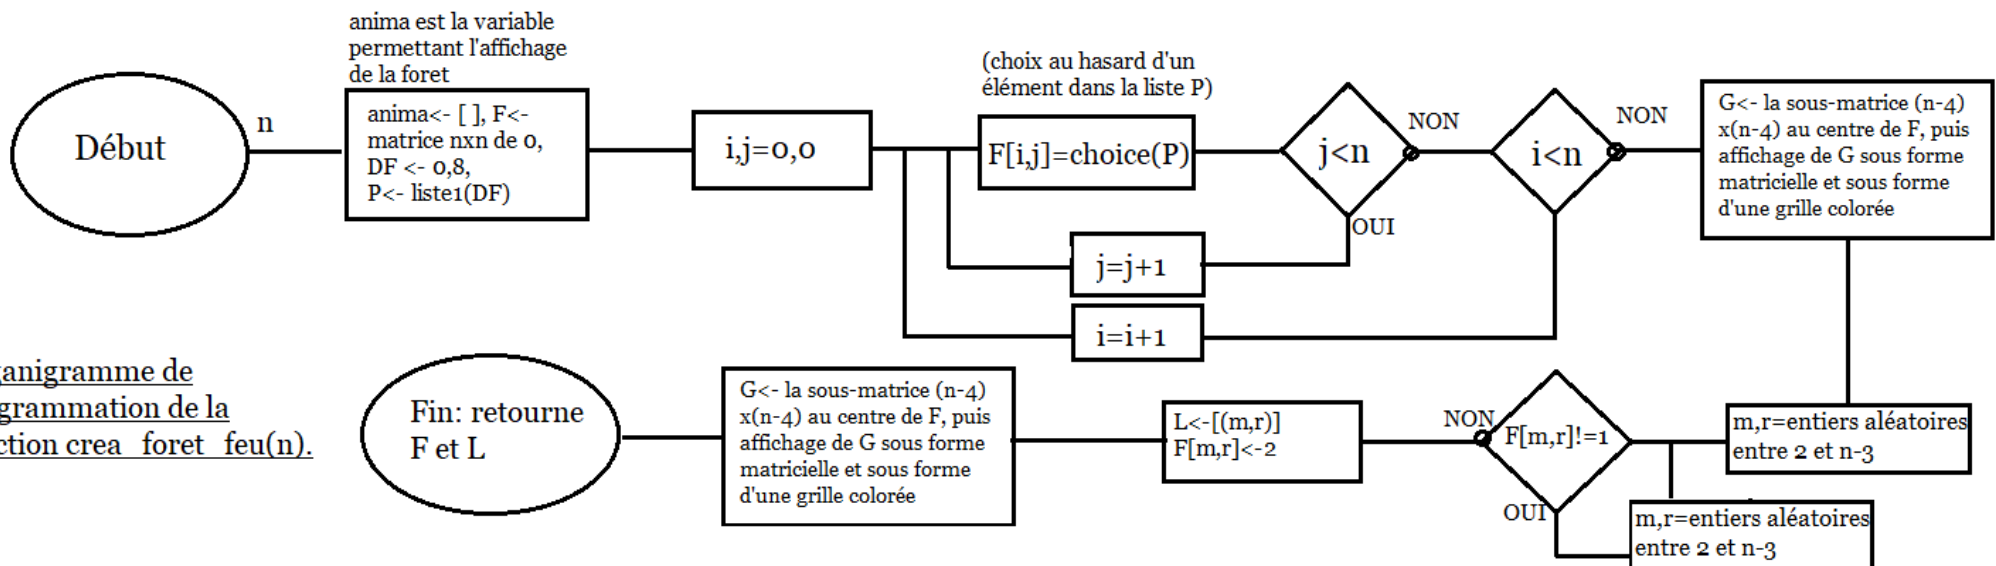 anima est la variable
permettant l'affichage
de la foret
Début
n
anima<- [ ], F<-
matrice nxn de 0,
DF <- 0,8,
P<- liste1(DF)
i,j=0,0
(choix au hasard d'un
élément dans la liste P)
F[i,j]=choice(P)
j<n
NON
OUI
j=j+1
i=i+1
i<n
NON
G<- la sous-matrice (n-4)
x(n-4) au centre de F, puis
affichage de G sous forme
matricielle et sous forme
d'une grille colorée
m,r=entiers aléatoires
entre 2 et n-3
F[m,r]!=1
NON
OUI
m,r=entiers aléatoires
entre 2 et n-3
L<-[(m,r)]
F[m,r]<-2
G<- la sous-matrice (n-4)
x(n-4) au centre de F, puis
affichage de G sous forme
matricielle et sous forme
d'une grille colorée
Fin: retourne
F et L
anigramme de
grammation de la
ction crea_foret_feu(n).